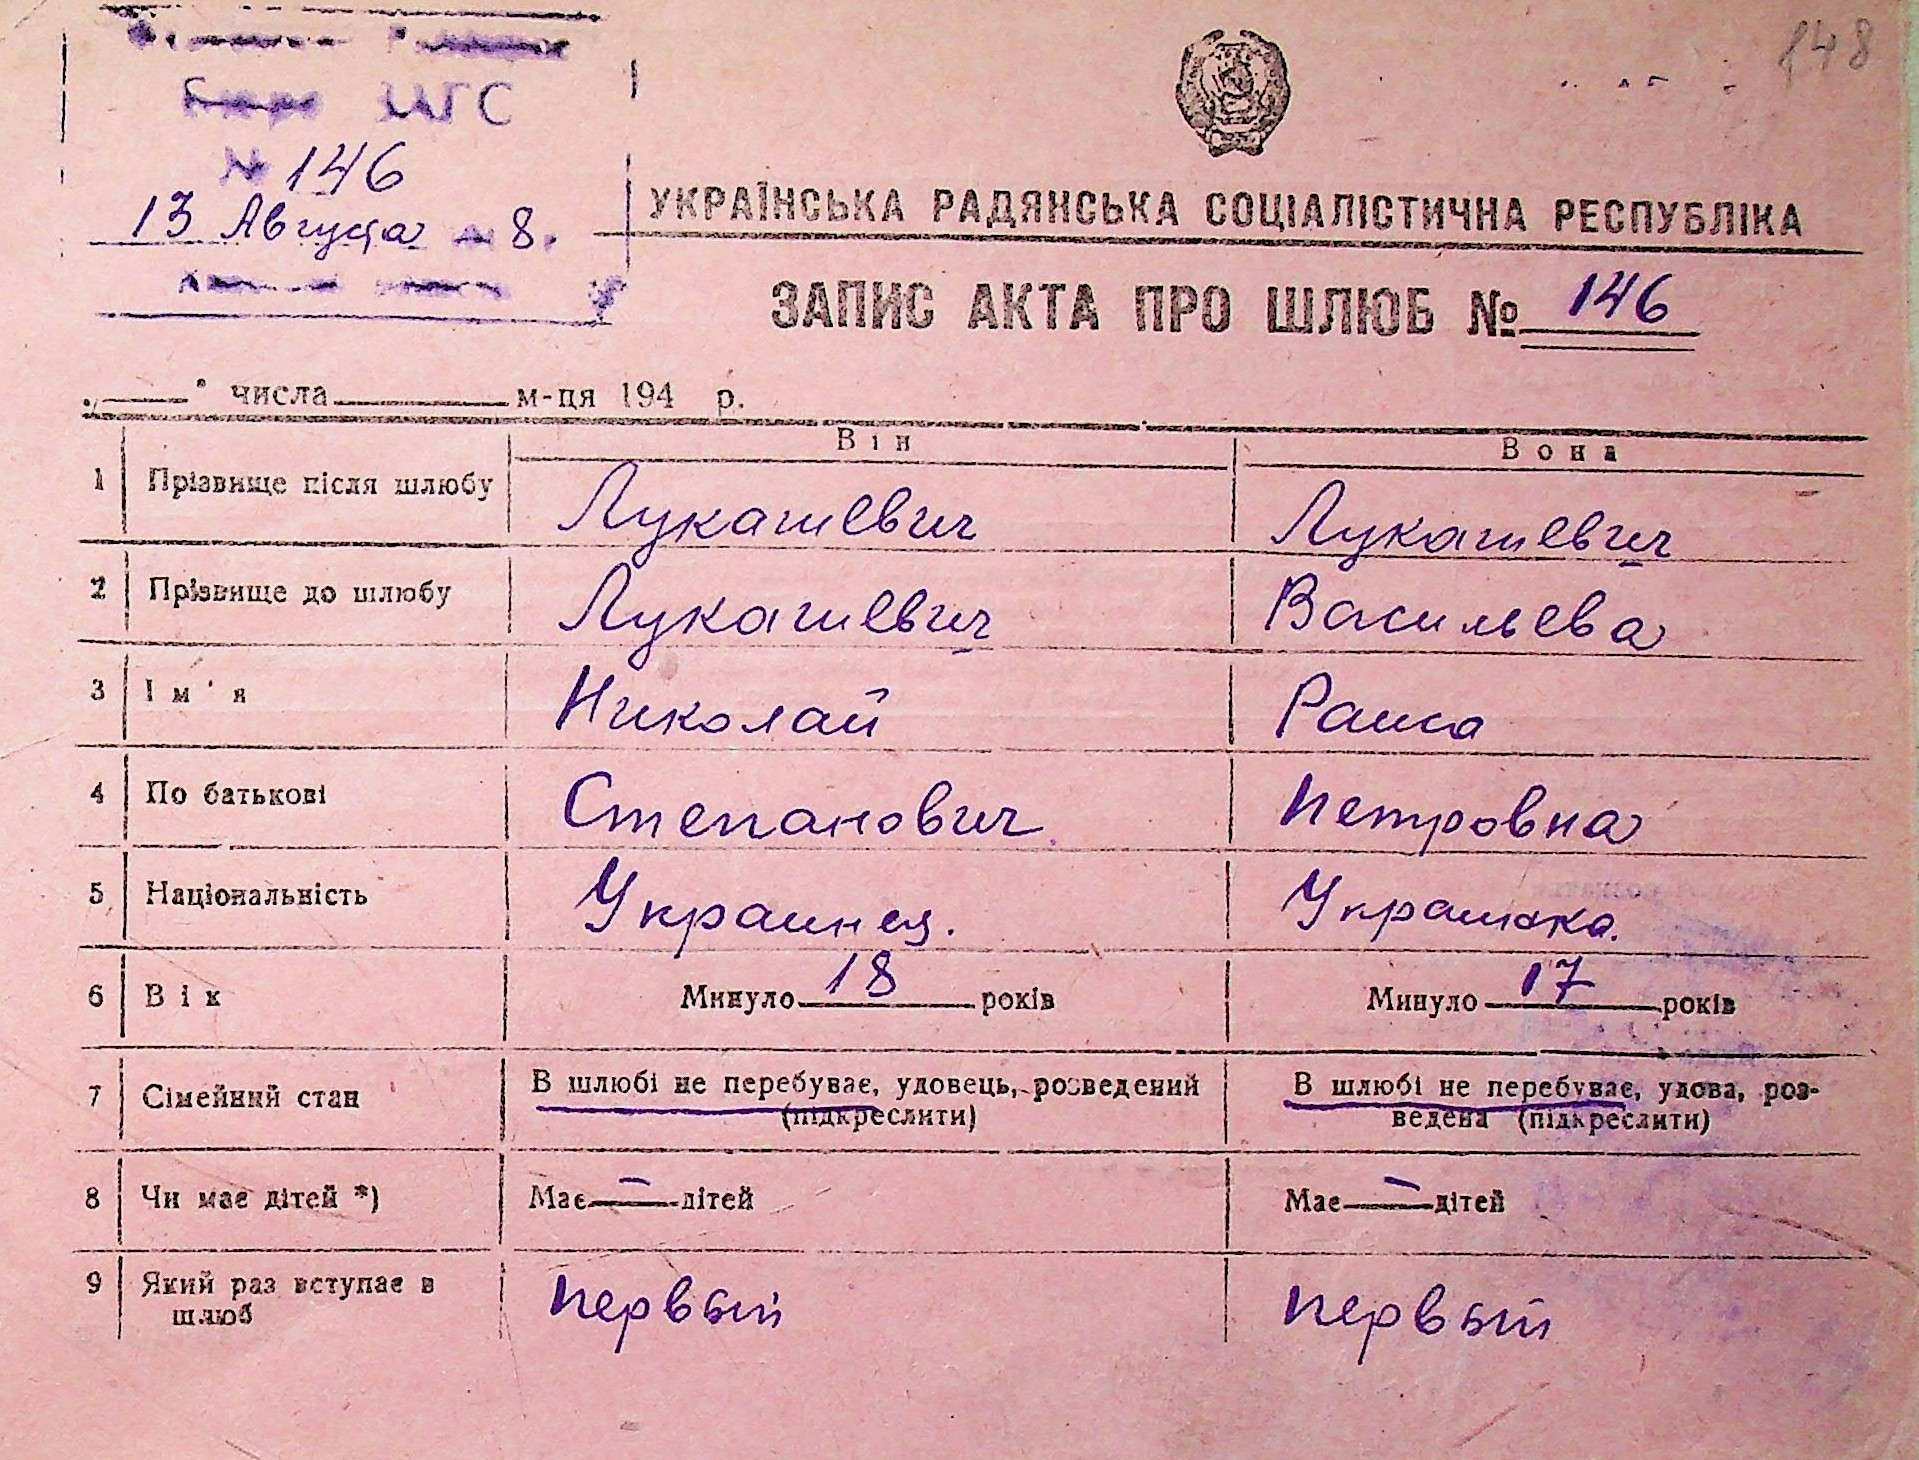 148
Бюро ЗАГС
№ 146
13 Августа 8.
УКРАЇНСЬКА РАДЯНСЬКА СОЦІАЛІСТИЧНА РЕСПУБЛІКА
ЗАПИС АКТА ПРО ШЛЮБ № 146
„ " числа м-ця 194 р.
Він Вона
1 Прізвище після шлюбу Лукашевич Лукашевич
2 Прізвище до шлюбу Лукашевич Васильева
3 Ім'я Николай Раиса
4 По батькові Степанович Петровна
5 Національність Украинец. Украинка.
6 Вік Минуло 18 років Минуло 17 років
7 Сімейний стан В шлюбі не перебуває, удовець, розведений (підкреслити) В шлюбі не перебуває, удова, роз-
ведена (підкреслити)
8 Чи має дітей *) Має — дітей Має — дітей
9 Який раз вступає в
шлюб Первый Первый